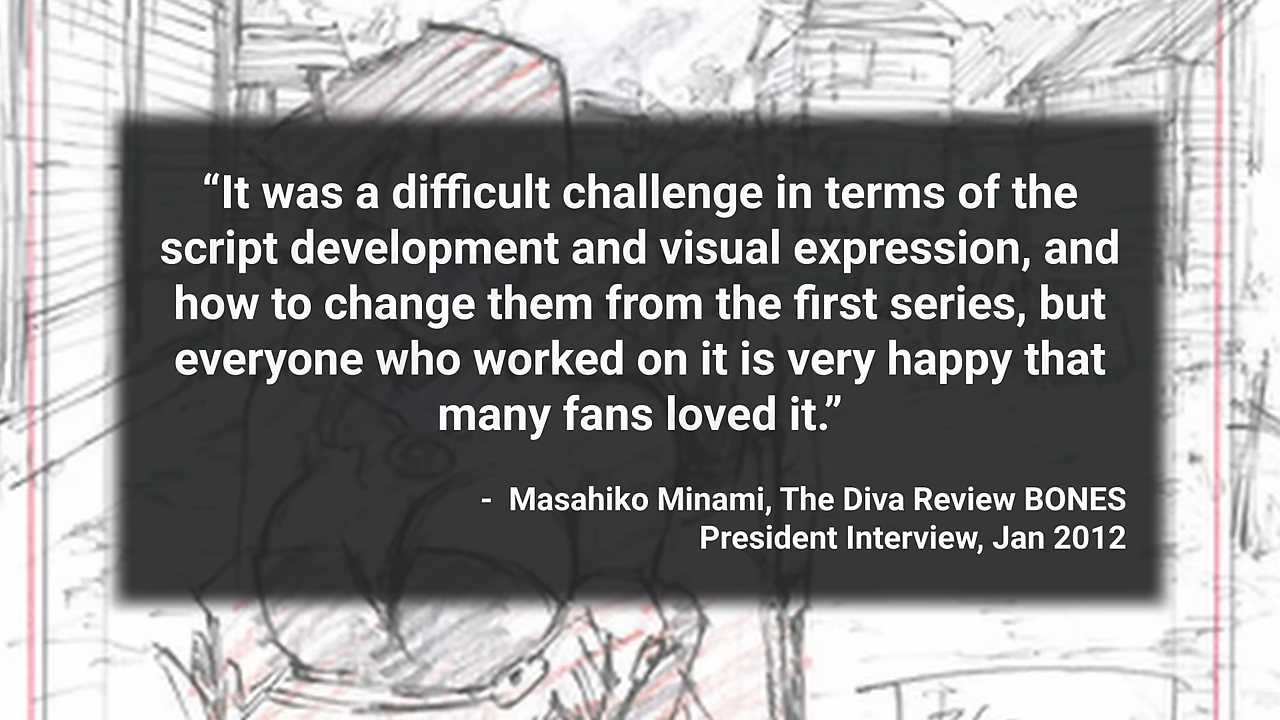 “It was a difficult challenge in terms of the
script development and visual expression, and
how to change them from the first series, but
everyone who worked on it is very happy that
many fans loved it.”
- Masahiko Minami, The Diva Review BONES
President Interview, Jan 2012